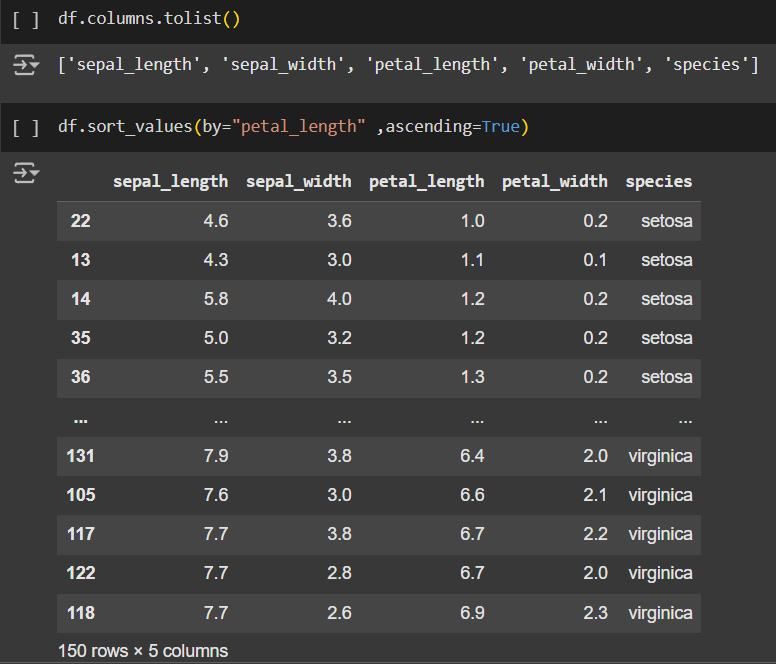 [ ] df.columns.tolist()
['sepal_length', 'sepal_width', 'petal_length', 'petal_width', 'species']
[ ] df.sort_values(by="petal_length" ,ascending=True)
sepal_length sepal_width petal_length petal_width species
22 4.6 3.6 1.0 0.2 setosa
13 4.3 3.0 1.1 0.1 setosa
14 5.8 4.0 1.2 0.2 setosa
35 5.0 3.2 1.2 0.2 setosa
36 5.5 3.5 1.3 0.2 setosa
... ... ... ... ... ...
131 7.9 3.8 6.4 2.0 virginica
105 7.6 3.0 6.6 2.1 virginica
117 7.7 3.8 6.7 2.2 virginica
122 7.7 2.8 6.7 2.0 virginica
118 7.7 2.6 6.9 2.3 virginica
150 rows × 5 columns